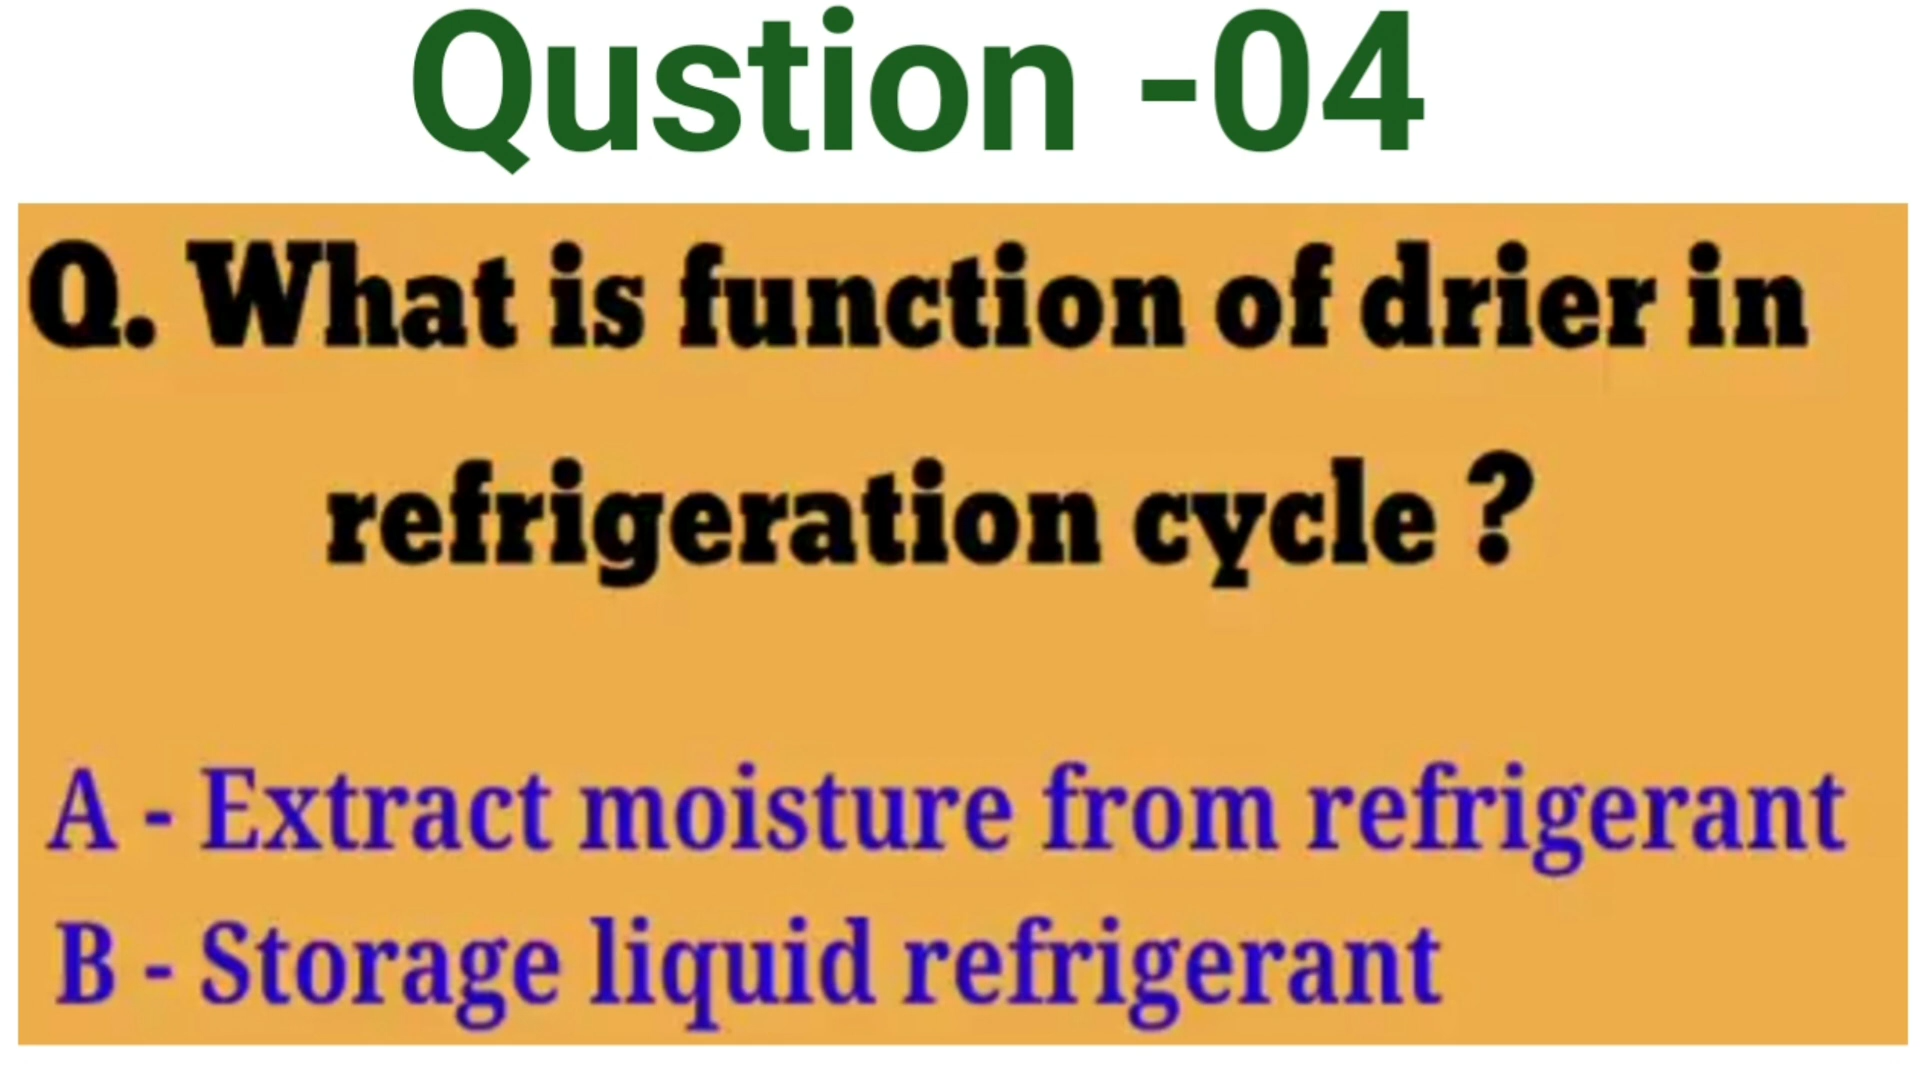 Qustion -04
Q. What is function of drier in
refrigeration cycle ?
A - Extract moisture from refrigerant
B - Storage liquid refrigerant